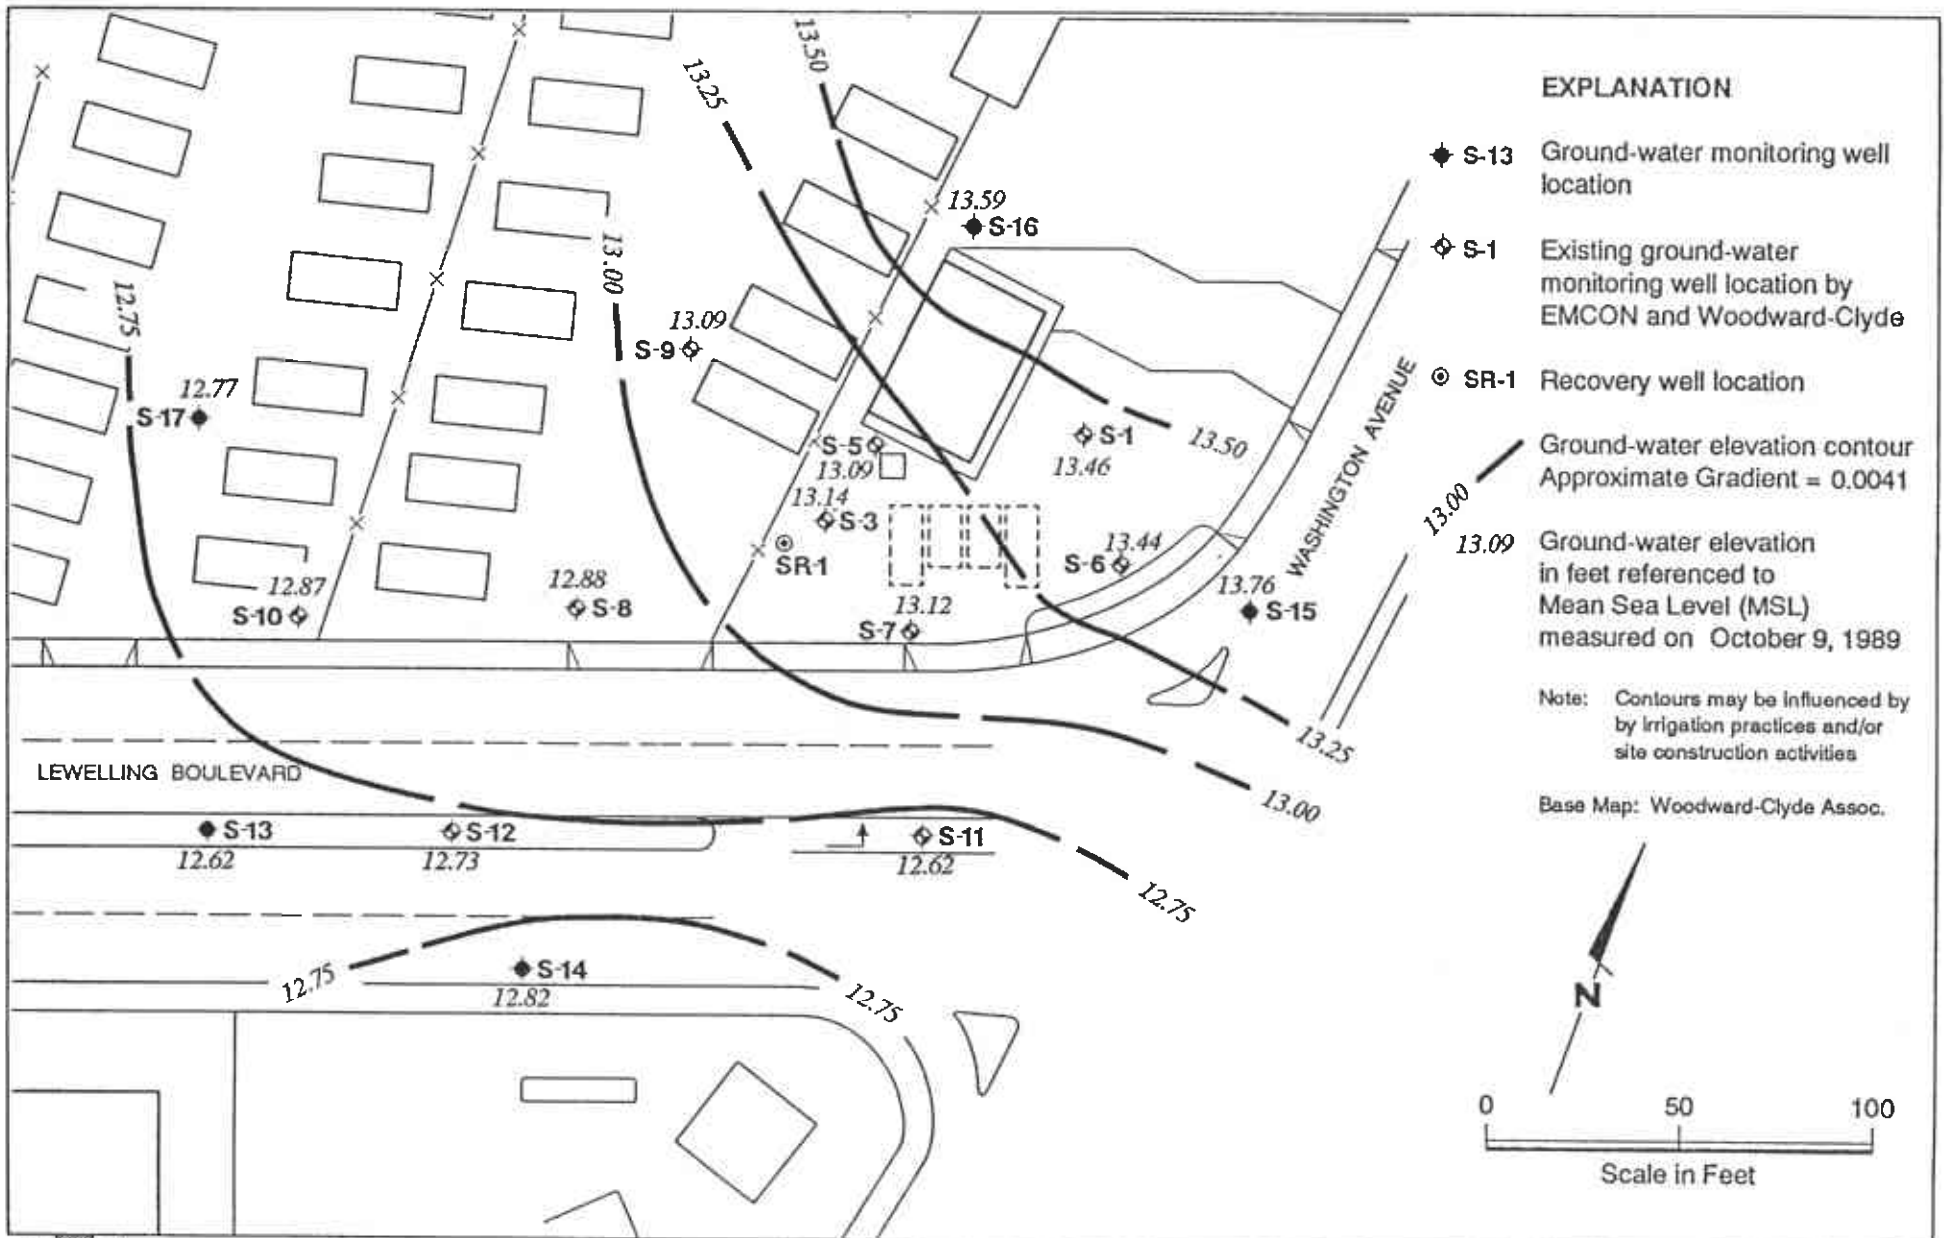 13.50
13.25
13.59
S-16
13.00
12.75
13.09
S-9
12.77
S-17
S-5
13.09
S-1
13.46
13.50
13.14
S-3
SR-1
13.44
S-6
12.87
S-10
12.88
S-8
13.12
S-7
13.76
S-15
WASHINGTON AVENUE
13.25
13.00
LEWELLING BOULEVARD
S-13
12.62
S-12
12.73
S-11
12.62
12.75
12.75
S-14
12.82
12.75
EXPLANATION
S-13 Ground-water monitoring well
location
S-1 Existing ground-water
monitoring well location by
EMCON and Woodward-Clyde
SR-1 Recovery well location
13.00 Ground-water elevation contour
Approximate Gradient = 0.0041
13.09 Ground-water elevation
in feet referenced to
Mean Sea Level (MSL)
measured on October 9, 1989
Note: Contours may be influenced by
by irrigation practices and/or
site construction activities
Base Map: Woodward-Clyde Assoc.
N
0 50 100
Scale in Feet